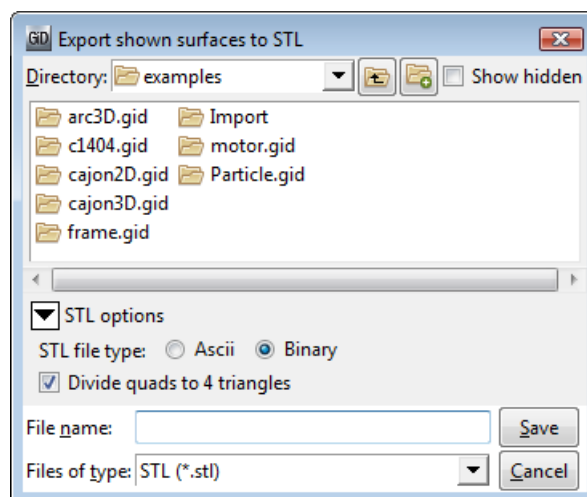 GiD Export shown surfaces to STL
Directory: examples Show hidden
arc3D.gid Import
c1404.gid motor.gid
cajon2D.gid Particle.gid
cajon3D.gid
frame.gid
STL options
STL file type: Ascii Binary
Divide quads to 4 triangles
File name: Save
Files of type: STL (*.stl) Cancel